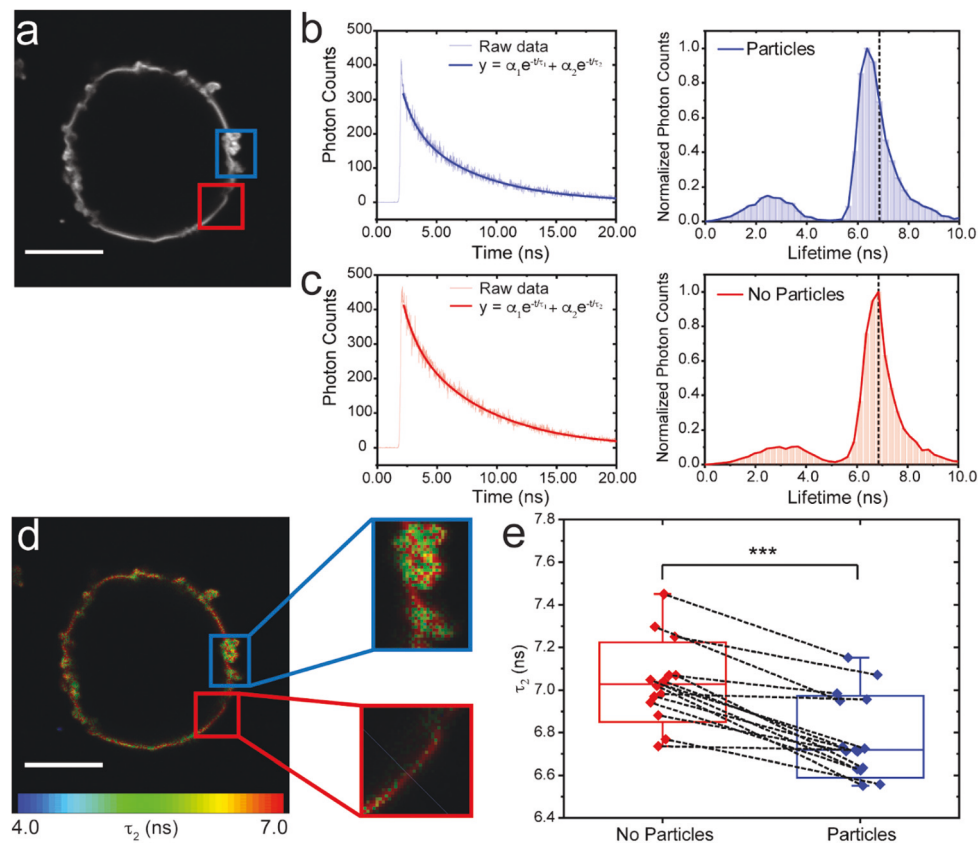 a
b
500
400
300
200
100
0
Photon Counts
Raw data
y = α₁e^-t/τ₁ + α₂e^-t/τ₂
0.00 5.00 10.00 15.00 20.00
Time (ns)
1.0
0.8
0.6
0.4
0.2
0.0
Normalized Photon Counts
Particles
0.0 2.0 4.0 6.0 8.0 10.0
Lifetime (ns)
c
500
400
300
200
100
0
Photon Counts
Raw data
y = α₁e^-t/τ₁ + α₂e^-t/τ₂
0.00 5.00 10.00 15.00 20.00
Time (ns)
1.0
0.8
0.6
0.4
0.2
0.0
Normalized Photon Counts
No Particles
0.0 2.0 4.0 6.0 8.0 10.0
Lifetime (ns)
d
4.0 7.0
τ₂ (ns)
e
7.8
7.6
7.4
7.2
7.0
6.8
6.6
6.4
τ₂ (ns)
***
No Particles Particles